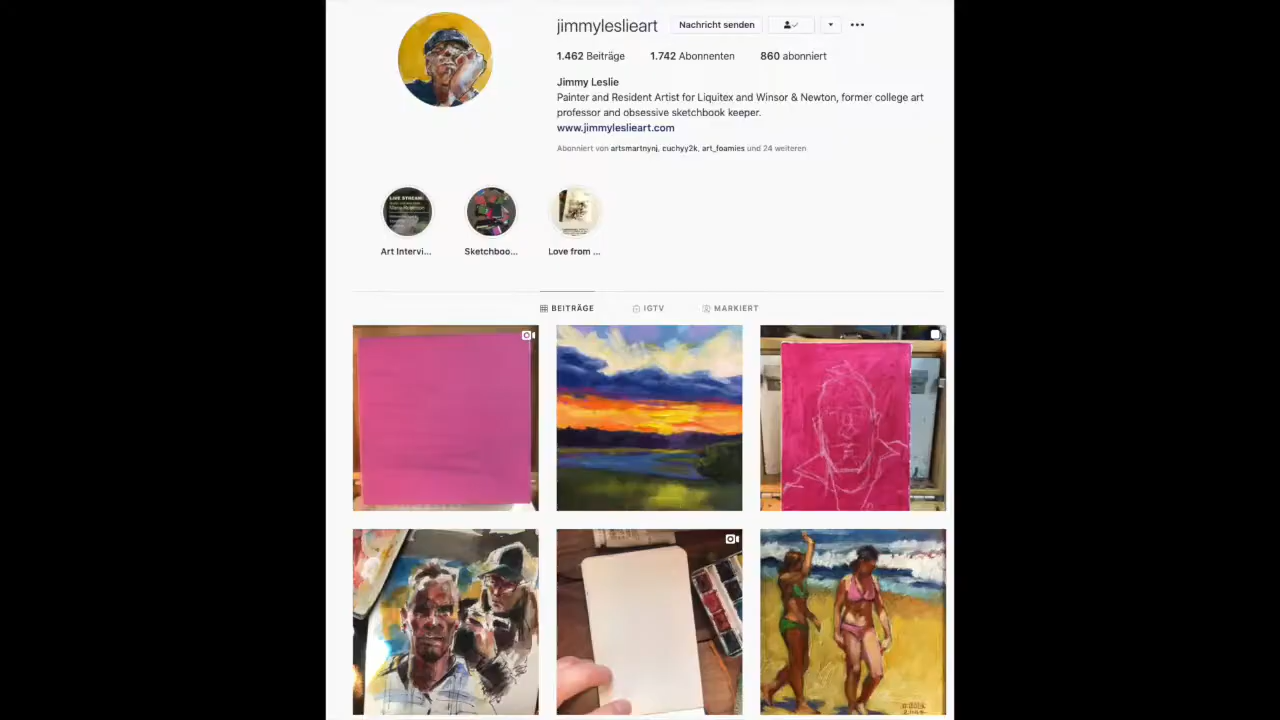 jimmyleslieart Nachricht senden
1.462 Beiträge 1.742 Abonnenten 860 abonniert
Jimmy Leslie
Painter and Resident Artist for Liquitex and Winsor & Newton, former college art
professor and obsessive sketchbook keeper.
www.jimmyleslieart.com
Abonniert von artsmartnynj, cuchyy2k, art_foamies und 24 weiteren
LIVE STREAM
Art Intervi... Sketchboo... Love from ...
BEITRÄGE IGTV MARKIERT